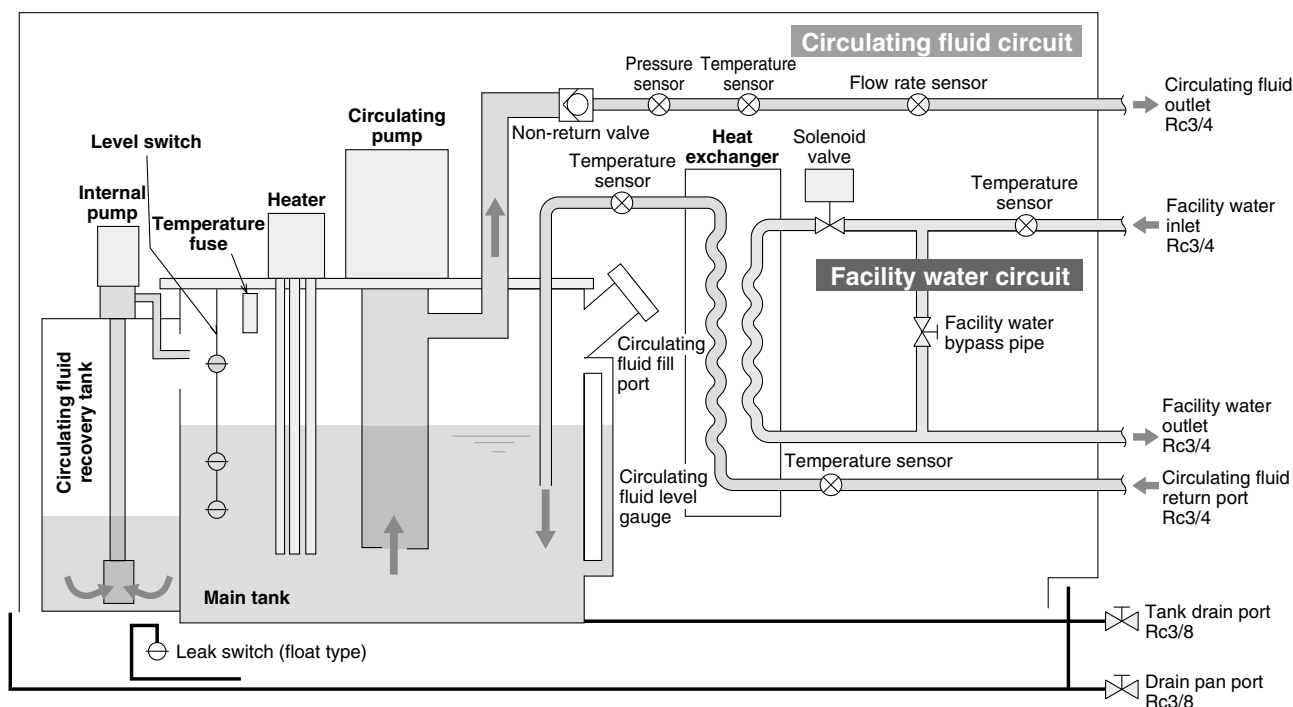 Circulating fluid circuit
Pressure
sensor
Temperature
sensor
Flow rate sensor
Circulating fluid
outlet
Rc3/4
Non-return valve
Circulating
pump
Level switch
Internal
pump
Temperature
fuse
Heater
Temperature
sensor
Heat
exchanger
Solenoid
valve
Temperature
sensor
Facility water
inlet
Rc3/4
Facility water circuit
Facility water
bypass pipe
Circulating
fluid fill
port
Circulating fluid
recovery tank
Facility water
outlet
Rc3/4
Temperature sensor
Circulating
fluid level
gauge
Circulating fluid
return port
Rc3/4
Main tank
Tank drain port
Rc3/8
Leak switch (float type)
Drain pan port
Rc3/8